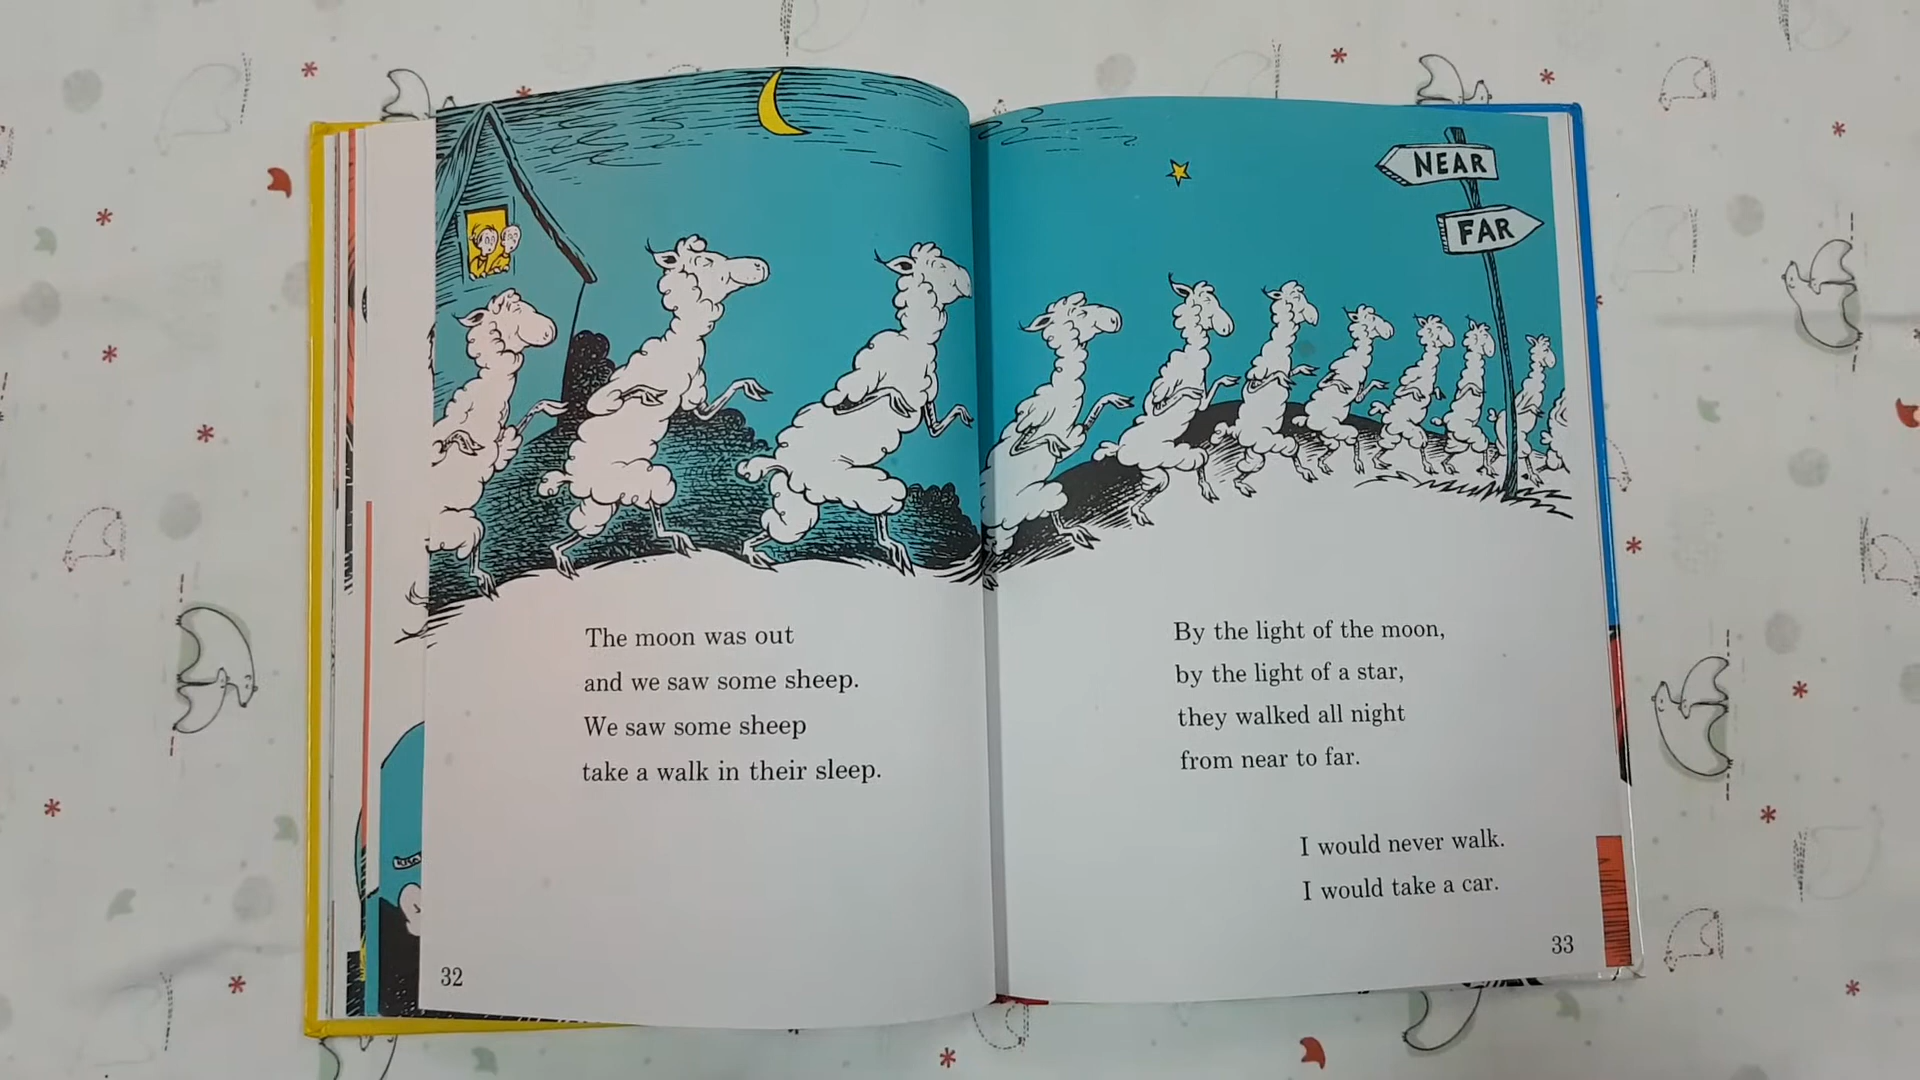 NEAR
FAR
The moon was out
and we saw some sheep.
We saw some sheep
take a walk in their sleep.
32
By the light of the moon,
by the light of a star,
they walked all night
from near to far.
I would never walk.
I would take a car.
33